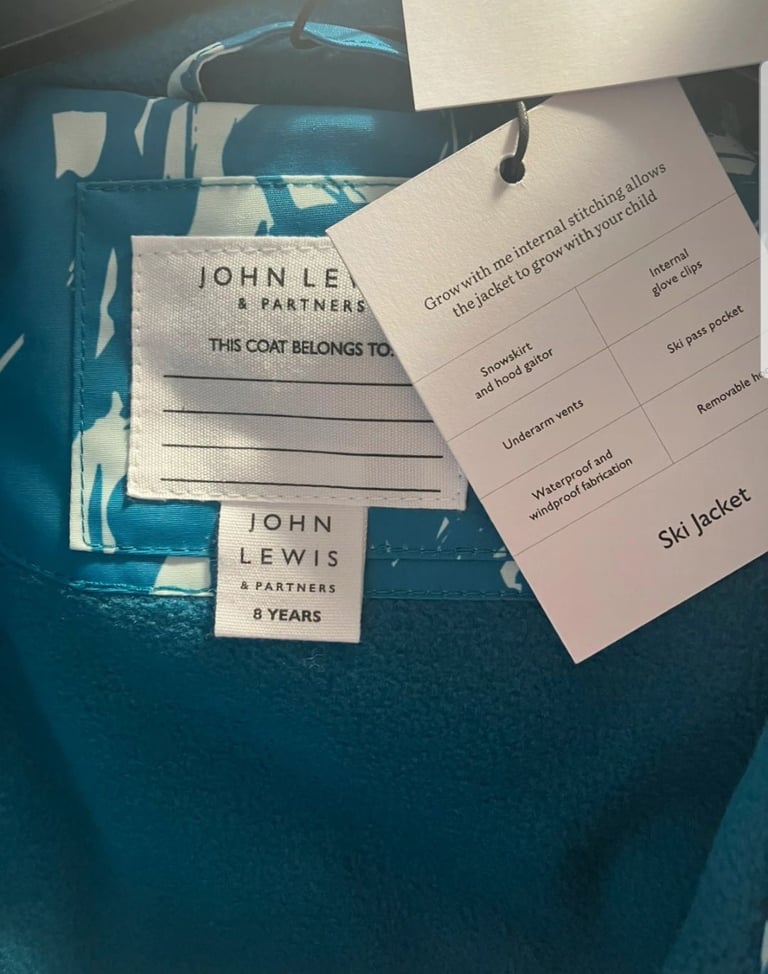 JOHN
& PARTNERS
THIS COAT BELONGS TO:
JOHN
LEWIS
& PARTNERS
8 YEARS
Grow with me internal stitching allows
the jacket to grow with your child
Snowskirt
and hood gaitor
Internal
glove clips
Underarm vents
Ski pass pocket
Waterproof and
windproof fabrication
Removable
Ski Jacket